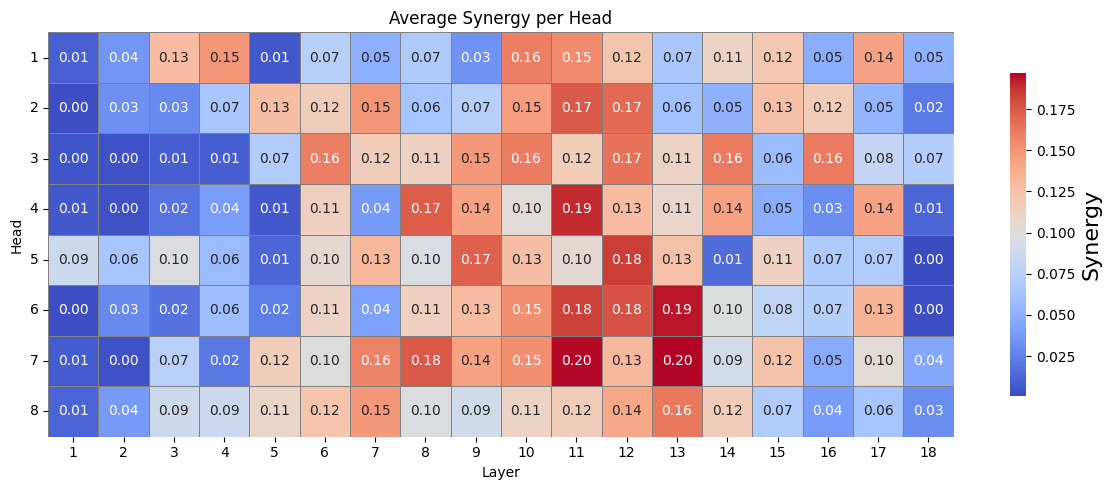 Average Synergy per Head
1 0.01 0.04 0.13 0.15 0.01 0.07 0.05 0.07 0.03 0.16 0.15 0.12 0.07 0.11 0.12 0.05 0.14 0.05
2 0.00 0.03 0.03 0.07 0.13 0.12 0.15 0.06 0.07 0.15 0.17 0.17 0.06 0.05 0.13 0.12 0.05 0.02
3 0.00 0.00 0.01 0.01 0.07 0.16 0.12 0.11 0.15 0.16 0.12 0.17 0.11 0.16 0.06 0.16 0.08 0.07
4 0.01 0.00 0.02 0.04 0.01 0.11 0.04 0.17 0.14 0.10 0.19 0.13 0.11 0.14 0.05 0.03 0.14 0.01
5 0.09 0.06 0.10 0.06 0.01 0.10 0.13 0.10 0.17 0.13 0.10 0.18 0.13 0.01 0.11 0.07 0.07 0.00
6 0.00 0.03 0.02 0.06 0.02 0.11 0.04 0.11 0.13 0.15 0.18 0.18 0.19 0.10 0.08 0.07 0.13 0.00
7 0.01 0.00 0.07 0.02 0.12 0.10 0.16 0.18 0.14 0.15 0.20 0.13 0.20 0.09 0.12 0.05 0.10 0.04
8 0.01 0.04 0.09 0.09 0.11 0.12 0.15 0.10 0.09 0.11 0.12 0.14 0.16 0.12 0.07 0.04 0.06 0.03
1 2 3 4 5 6 7 8 9 10 11 12 13 14 15 16 17 18
Layer
Head
0.175
0.150
0.125
0.100
0.075
0.050
0.025
Synergy